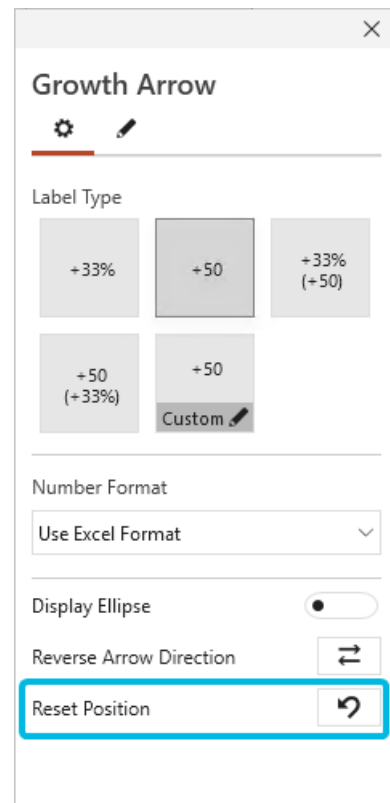 Growth Arrow
Label Type
+33%
+50
+33%
(+50)
+50
(+33%)
+50
Custom
Number Format
Use Excel Format
Display Ellipse
Reverse Arrow Direction
Reset Position